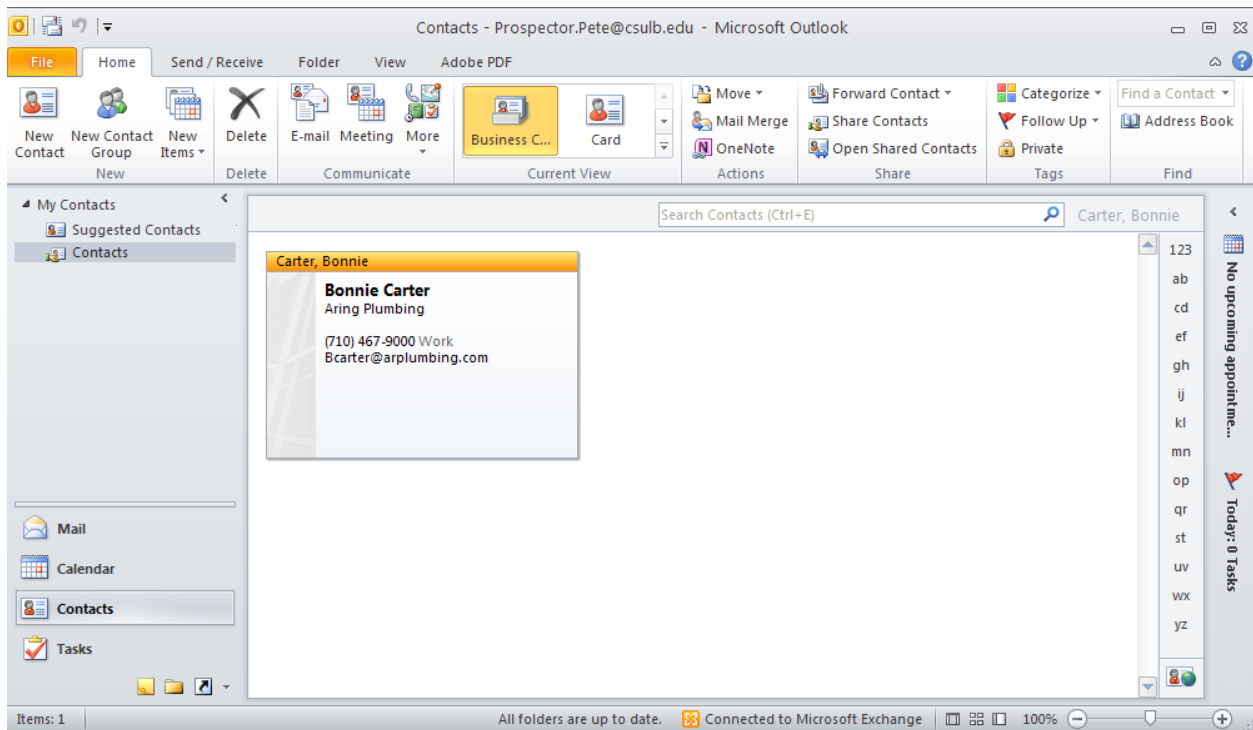 Contacts - Prospector.Pete@csulb.edu - Microsoft Outlook
File Home Send / Receive Folder View Adobe PDF
New Contact
New Contact Group
New Items
New
Delete
Delete
E-mail
Meeting
More
Communicate
Business C...
Card
Current View
Move
Mail Merge
OneNote
Actions
Forward Contact
Share Contacts
Open Shared Contacts
Share
Categorize
Follow Up
Private
Tags
Find a Contact
Address Book
Find
My Contacts
Suggested Contacts
Contacts
Search Contacts (Ctrl+E)
Carter, Bonnie
Carter, Bonnie
Bonnie Carter
Aring Plumbing
(710) 467-9000 Work
Bcarter@arplumbing.com
123
ab
cd
ef
gh
ij
kl
mn
op
qr
st
uv
wx
yz
No upcoming appointme...
Today: 0 Tasks
Mail
Calendar
Contacts
Tasks
Items: 1
All folders are up to date.
Connected to Microsoft Exchange
100%